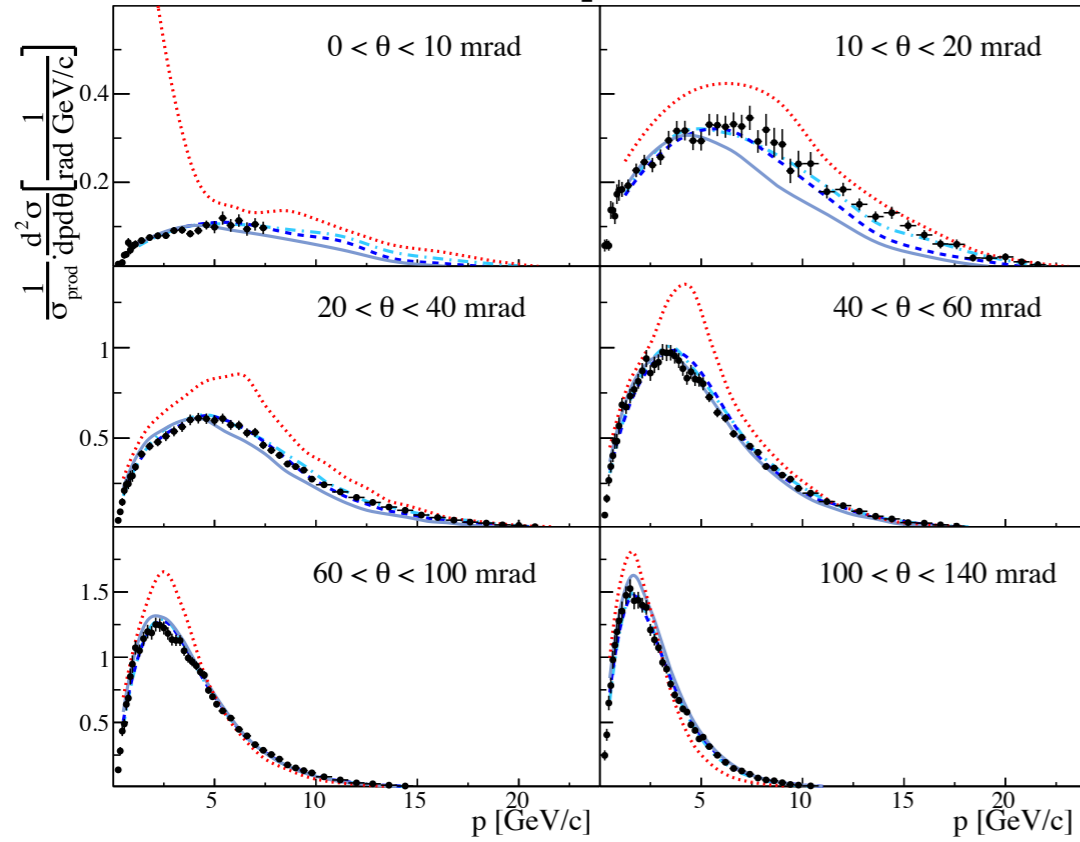 0 < θ < 10 mrad
10 < θ < 20 mrad
1/σ_prod · d²σ/dpdθ [1/rad GeV/c]
0.4
0.2
20 < θ < 40 mrad
40 < θ < 60 mrad
1
0.5
60 < θ < 100 mrad
100 < θ < 140 mrad
1.5
1
0.5
5 10 15 20 5 10 15 20
p [GeV/c] p [GeV/c]